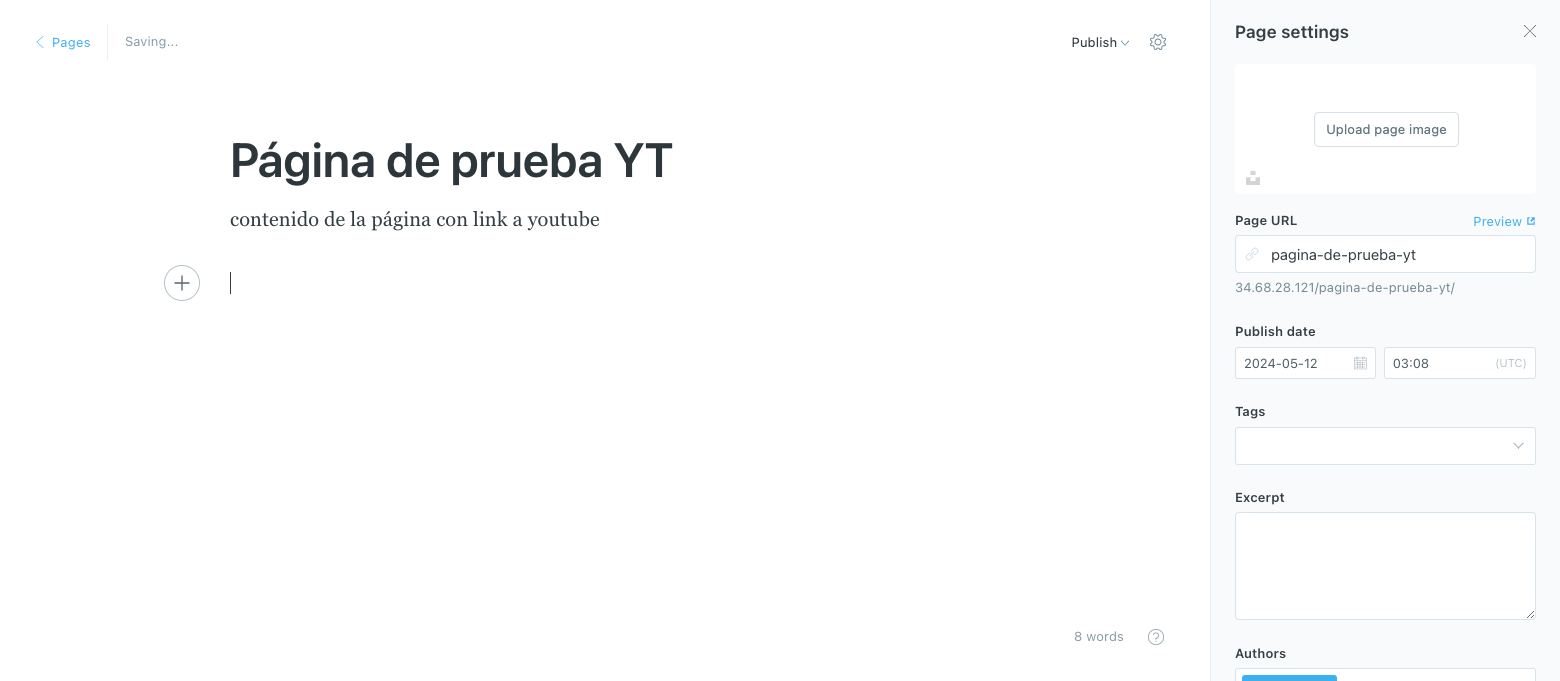 Pages
Saving...
Publish
Página de prueba YT
contenido de la página con link a youtube
8 words
Page settings
Upload page image
Page URL
Preview
pagina-de-prueba-yt
34.68.28.121/pagina-de-prueba-yt/
Publish date
2024-05-12
03:08
(UTC)
Tags
Excerpt
Authors